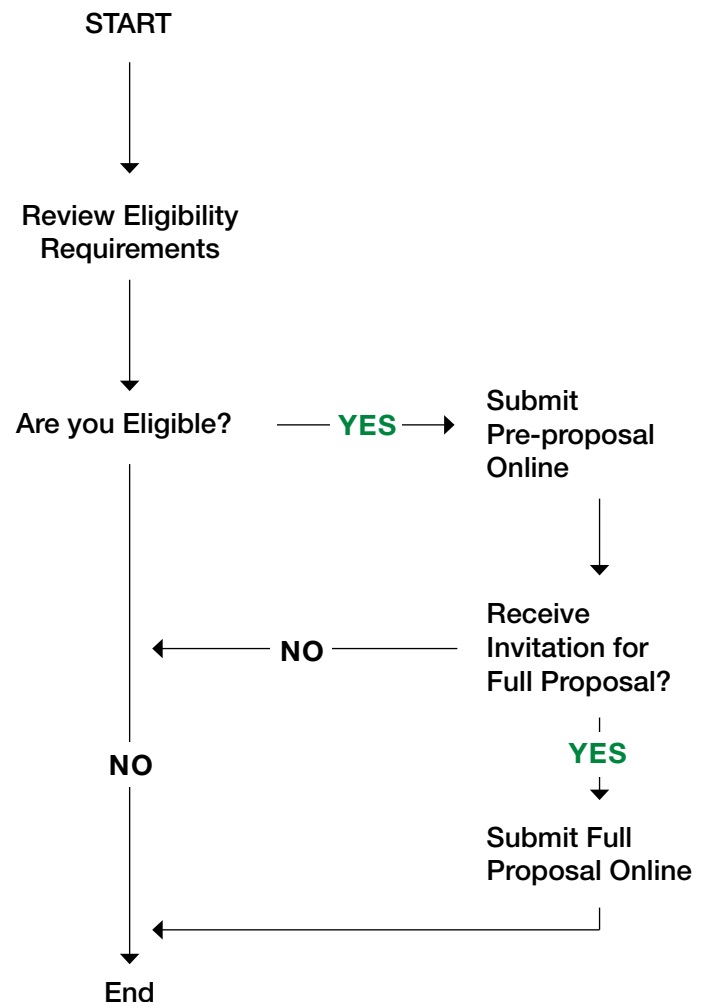 START
Review Eligibility
Requirements
Are you Eligible?
YES
Submit
Pre-proposal
Online
Receive
Invitation for
Full Proposal?
NO
YES
NO
Submit Full
Proposal Online
End